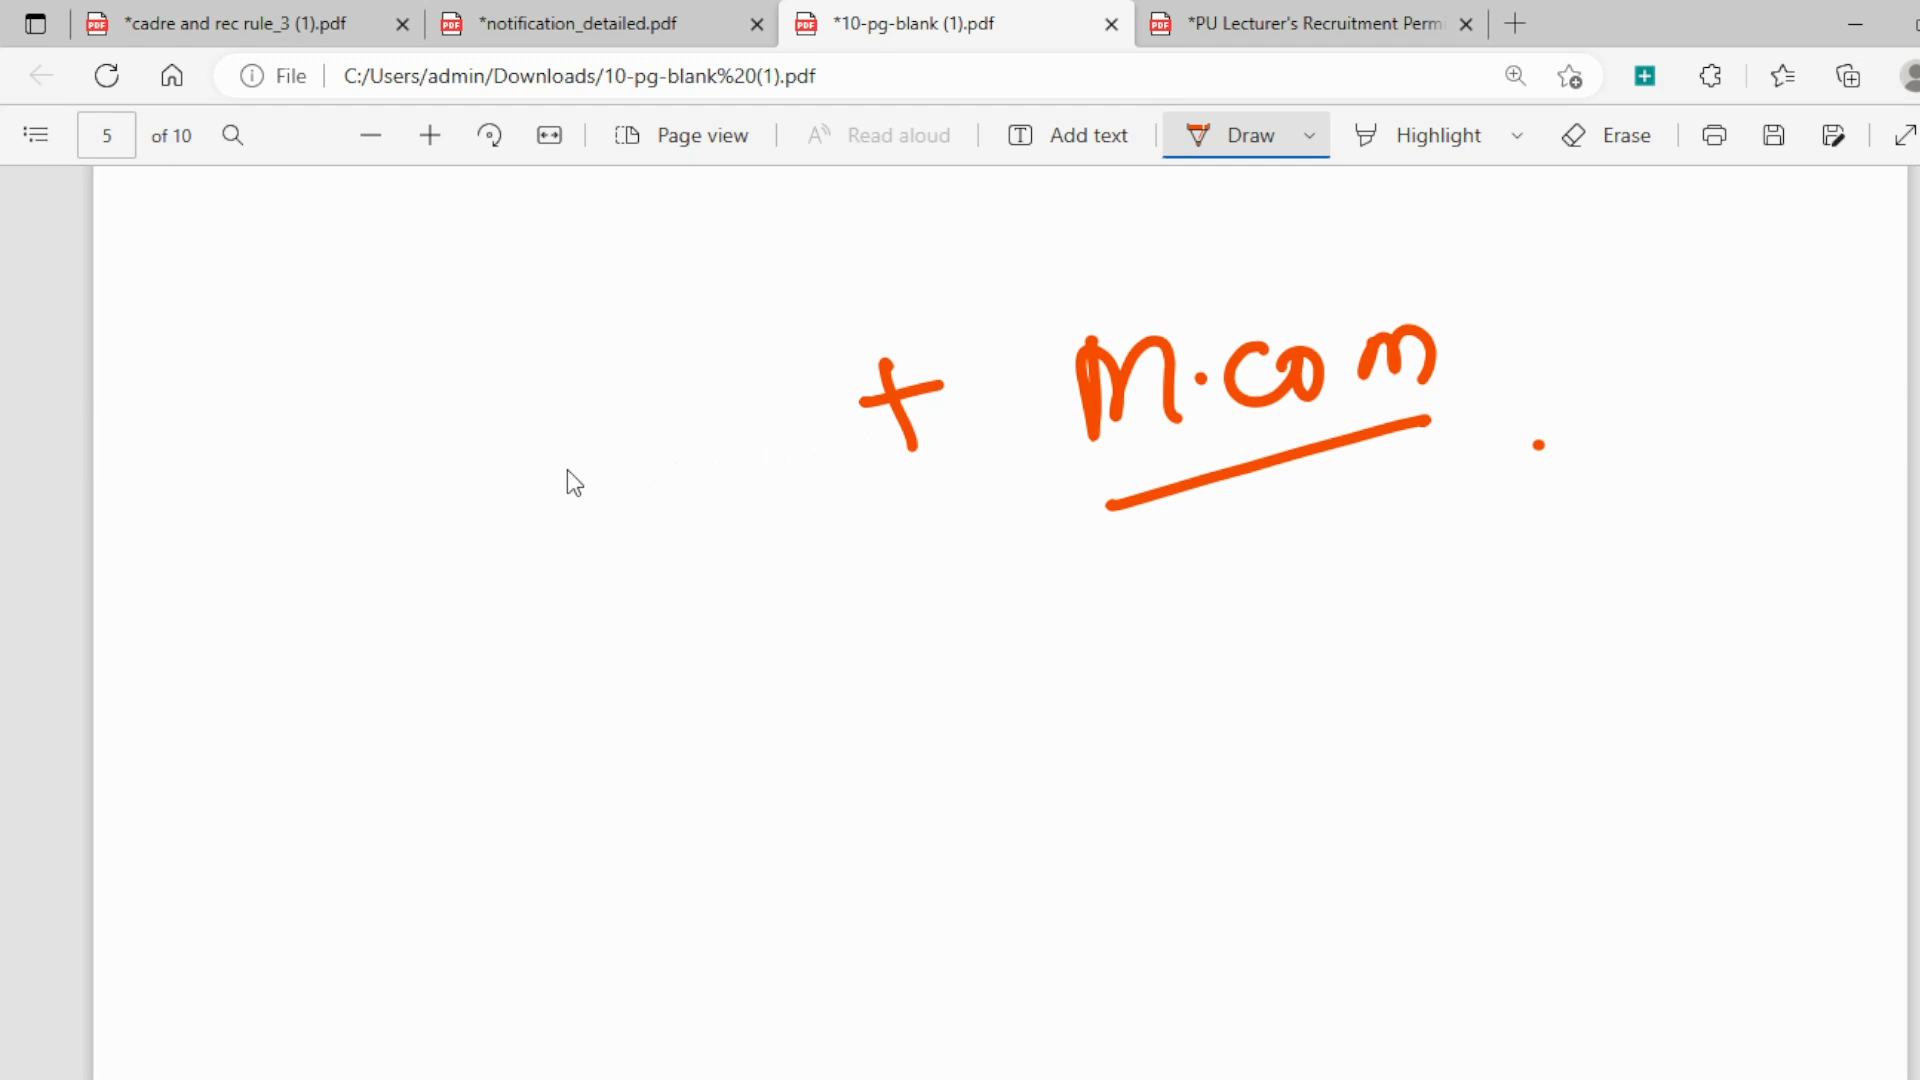 *cadre and rec rule_3 (1).pdf *notification_detailed.pdf *10-pg-blank (1).pdf *PU Lecturer's Recruitment Permi
File C:/Users/admin/Downloads/10-pg-blank%20(1).pdf
5 of 10 Page view Read aloud Add text Draw Highlight Erase
+ M.com